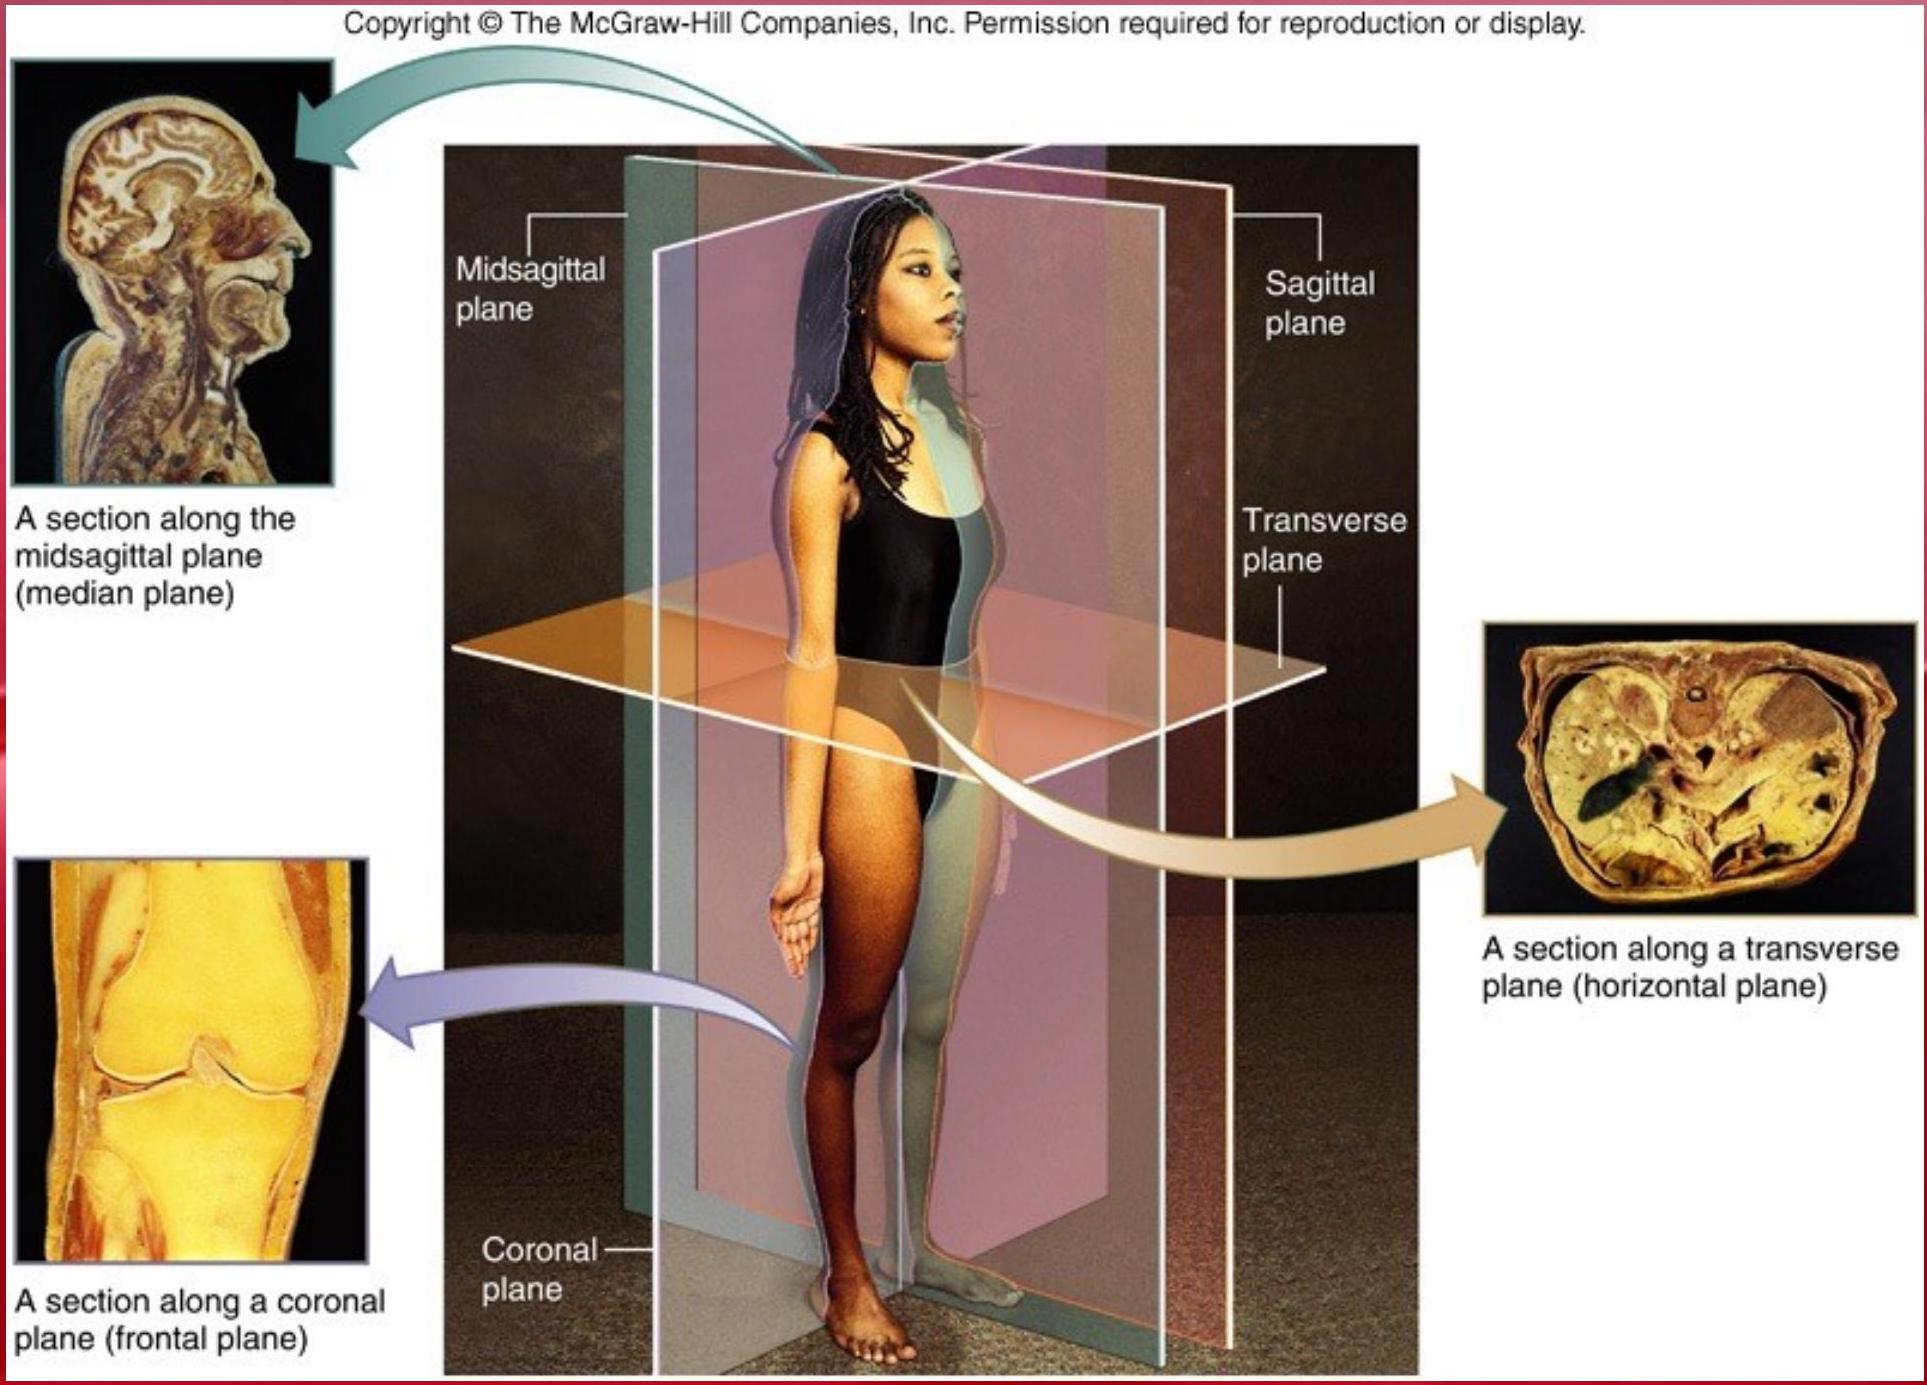 Copyright © The McGraw-Hill Companies, Inc. Permission required for reproduction or display.
Midsagittal
plane
Sagittal
plane
A section along the
midsagittal plane
(median plane)
Transverse
plane
A section along a transverse
plane (horizontal plane)
Coronal
plane
A section along a coronal
plane (frontal plane)